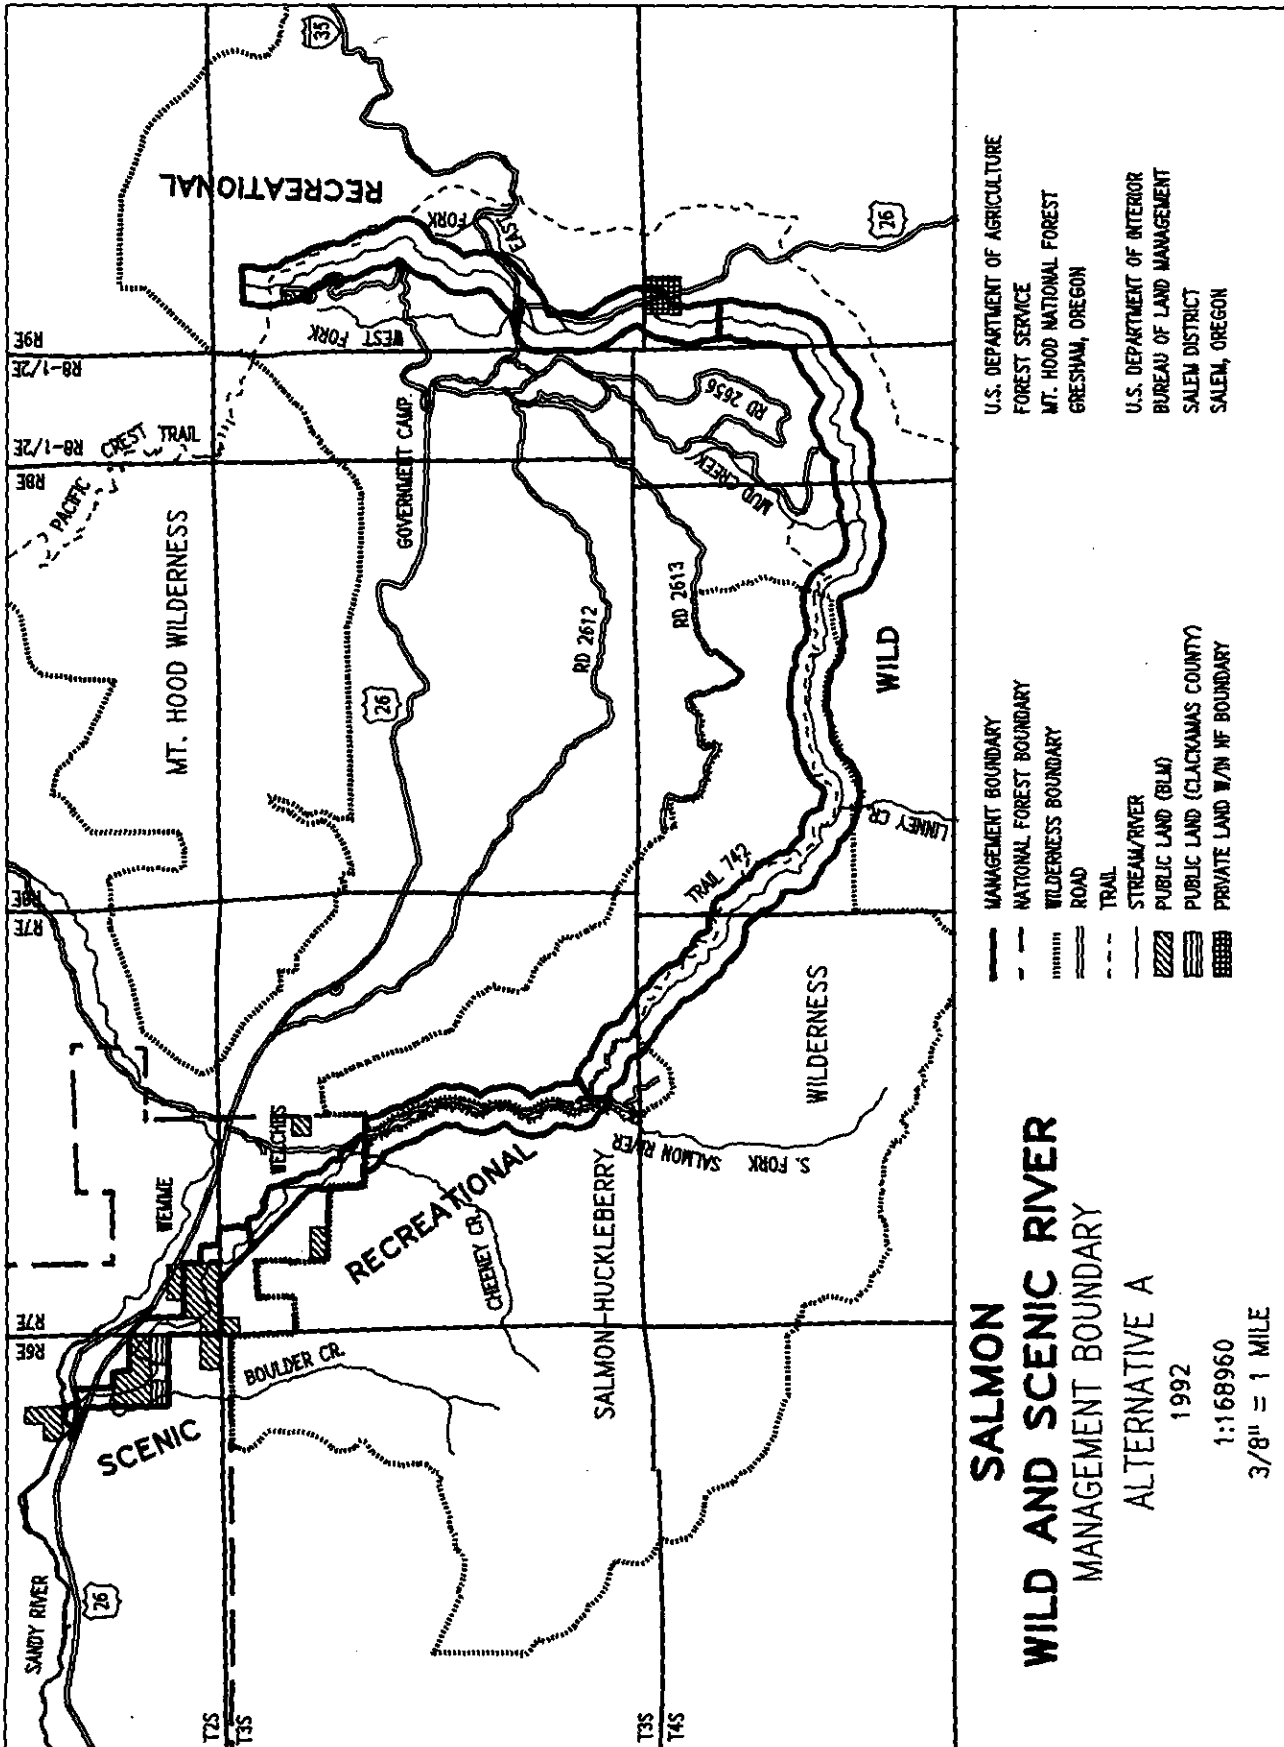 SALMON
WILD AND SCENIC RIVER
MANAGEMENT BOUNDARY
ALTERNATIVE A
1992
1:168960
3/8" = 1 MILE
MANAGEMENT BOUNDARY
NATIONAL FOREST BOUNDARY
WILDERNESS BOUNDARY
ROAD
TRAIL
STREAM/RIVER
PUBLIC LAND (BLM)
PUBLIC LAND (CLACKAMAS COUNTY)
PRIVATE LAND W/IN NF BOUNDARY
U.S. DEPARTMENT OF AGRICULTURE
FOREST SERVICE
MT. HOOD NATIONAL FOREST
GRESHAM, OREGON
U.S. DEPARTMENT OF INTERIOR
BUREAU OF LAND MANAGEMENT
SALEM DISTRICT
SALEM, OREGON
SANDY RIVER
26
R6E
R7E
R7E
R8E
R8E
R8-1/2E
R8-1/2E
R9E
T2S
T3S
T3S
T4S
SCENIC
WEMME
WELCHES
BOULDER CR.
RECREATIONAL
CHEENEY CR.
SALMON-HUCKLEBERRY
WILDERNESS
S. FORK SALMON RIVER
MT. HOOD WILDERNESS
PACIFIC
CREST TRAIL
26
GOVERNMENT CAMP
RD 2612
RD 2613
TRAIL 742
LINNEY CR.
WILD
MUD CREEK
RD 2656
WEST FORK
EAST
FORK
RECREATIONAL
35
26